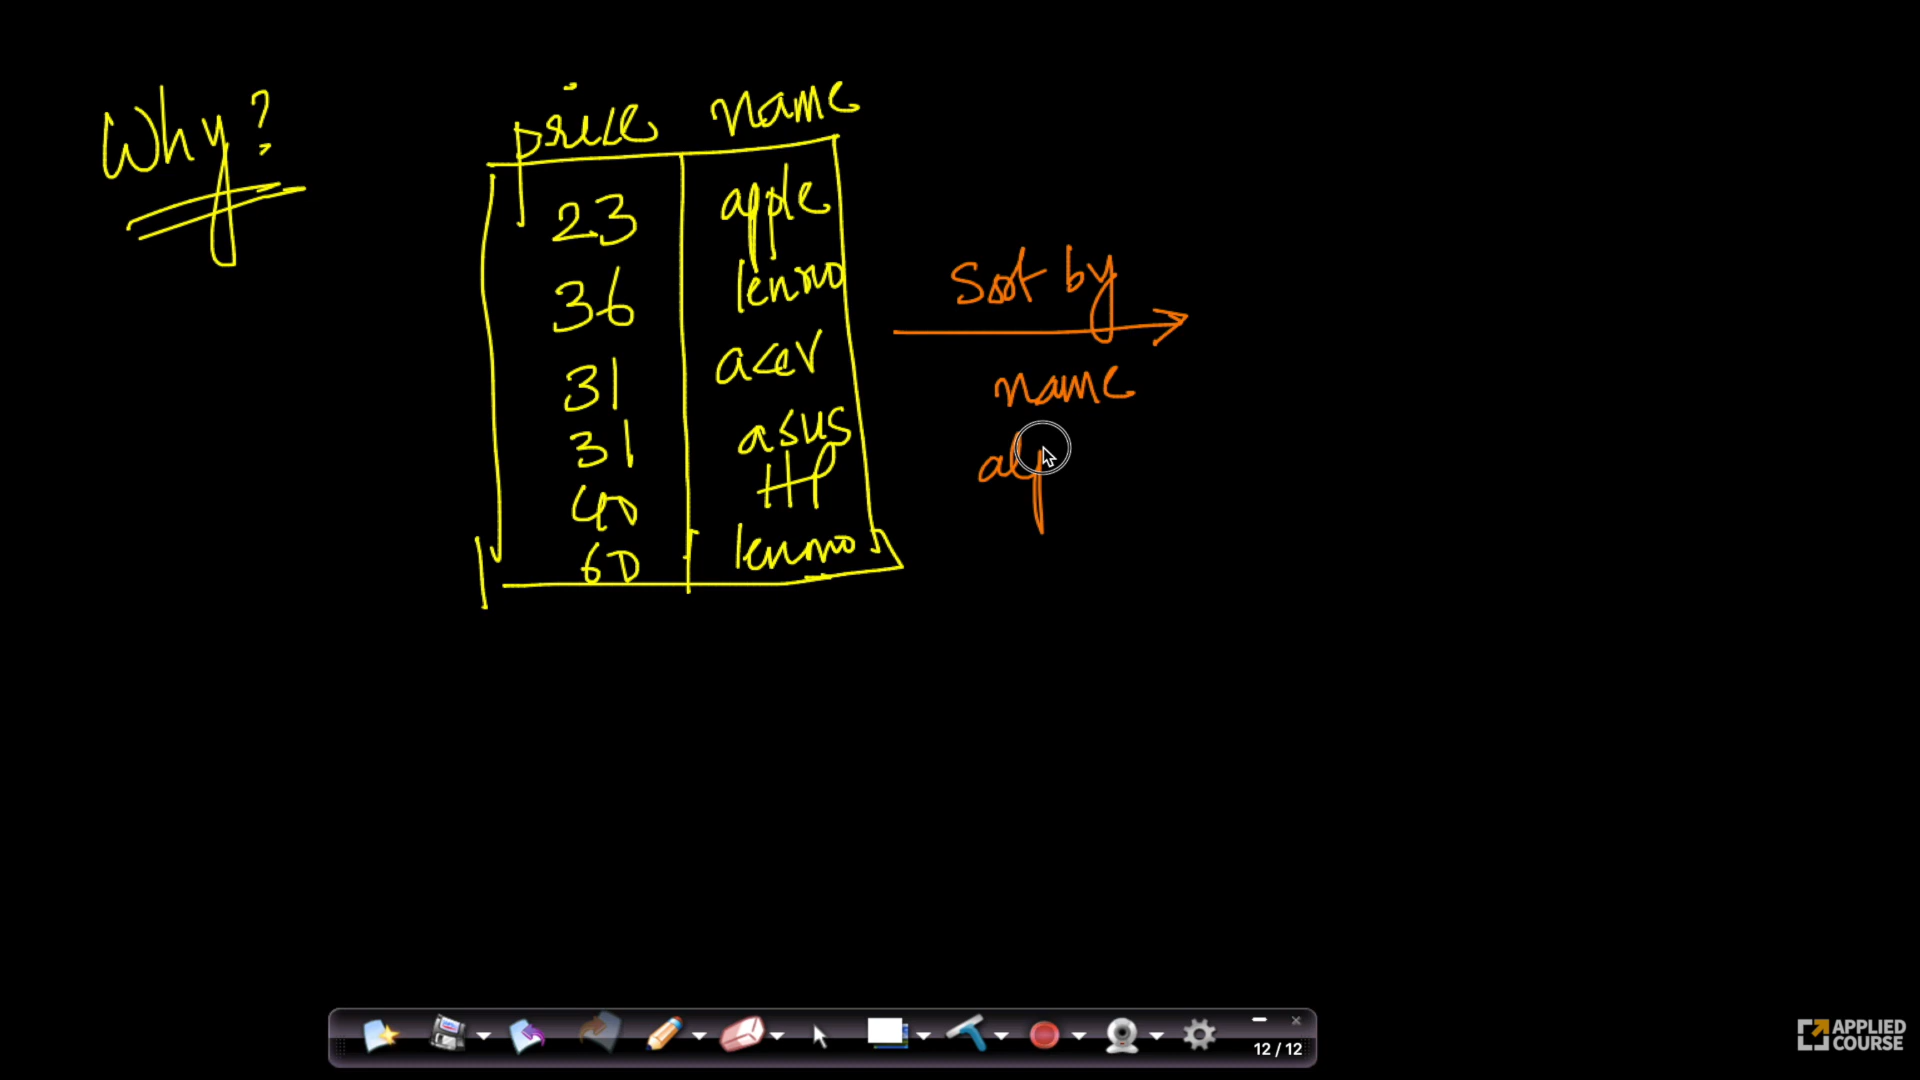 Why?
price name
23 apple
36 lenovo
31 acer
31 asus
40 HP
60 lenovo
Sort by
name
alp
12 / 12
APPLIED
COURSE